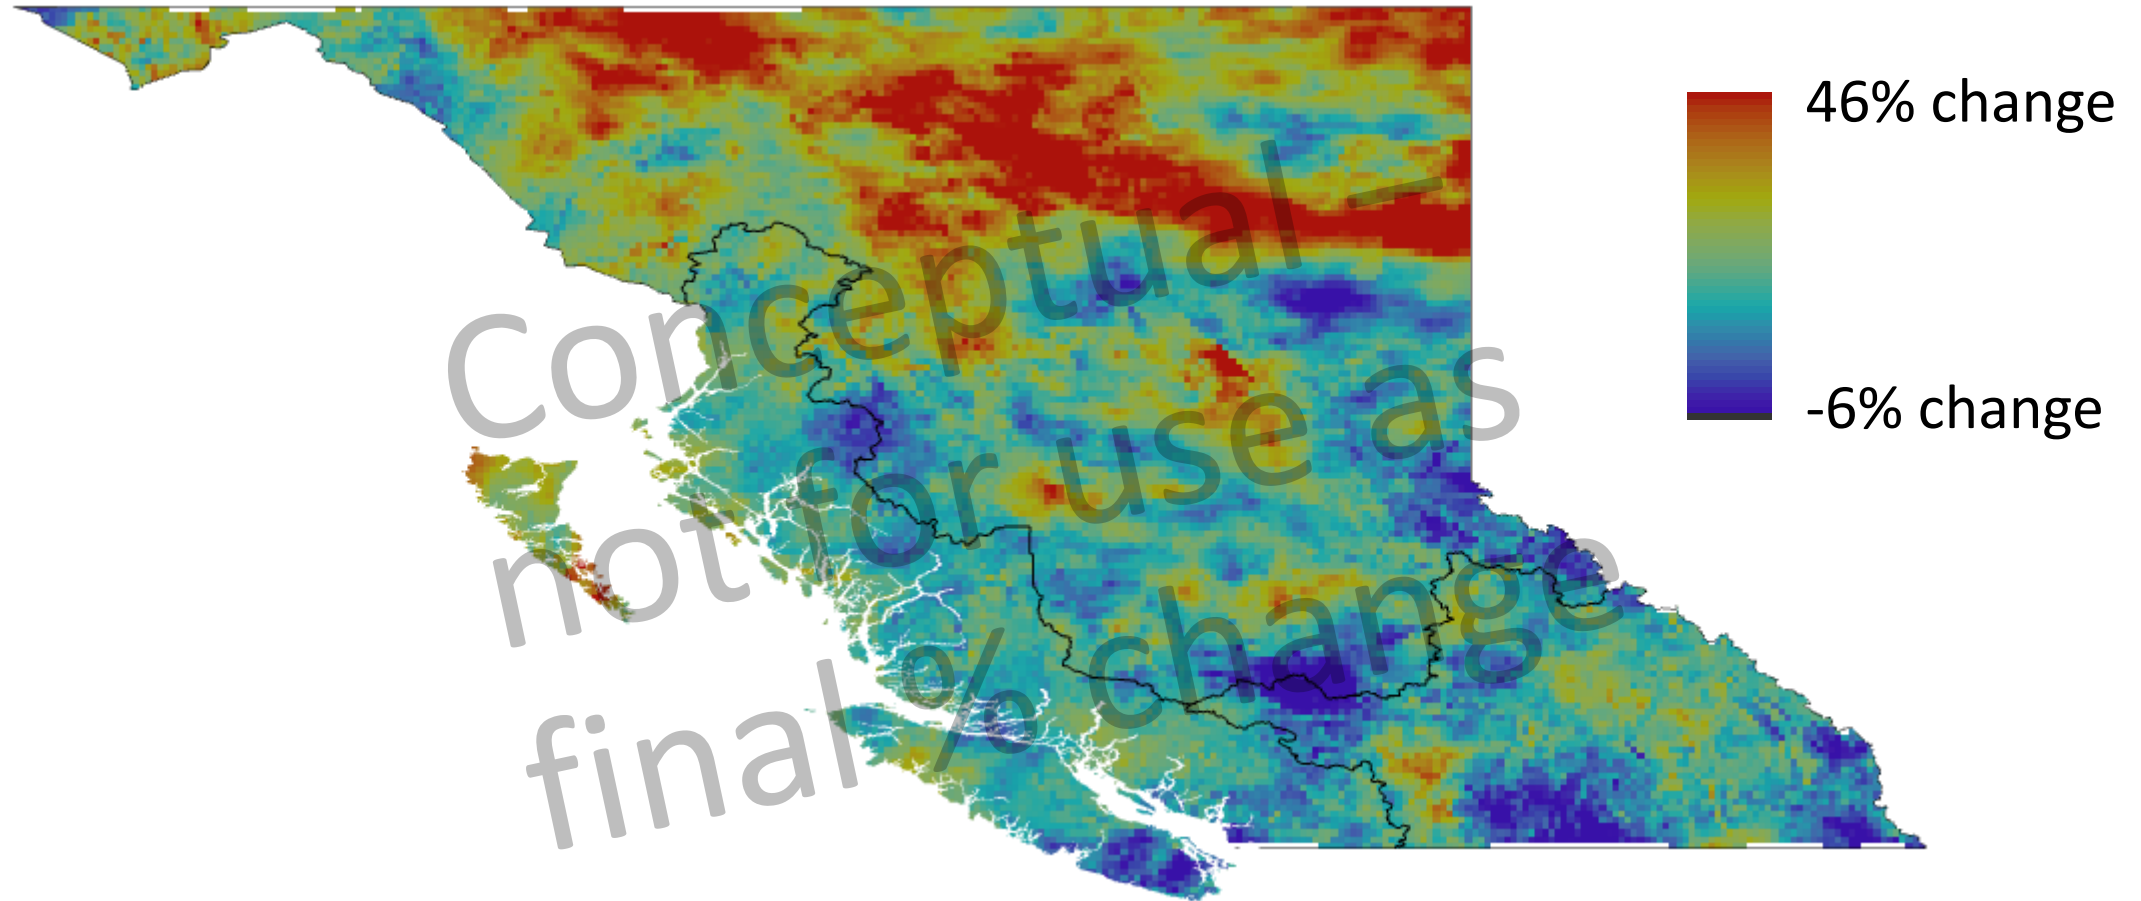 46% change
-6% change
Conceptual –
not for use as
final % change